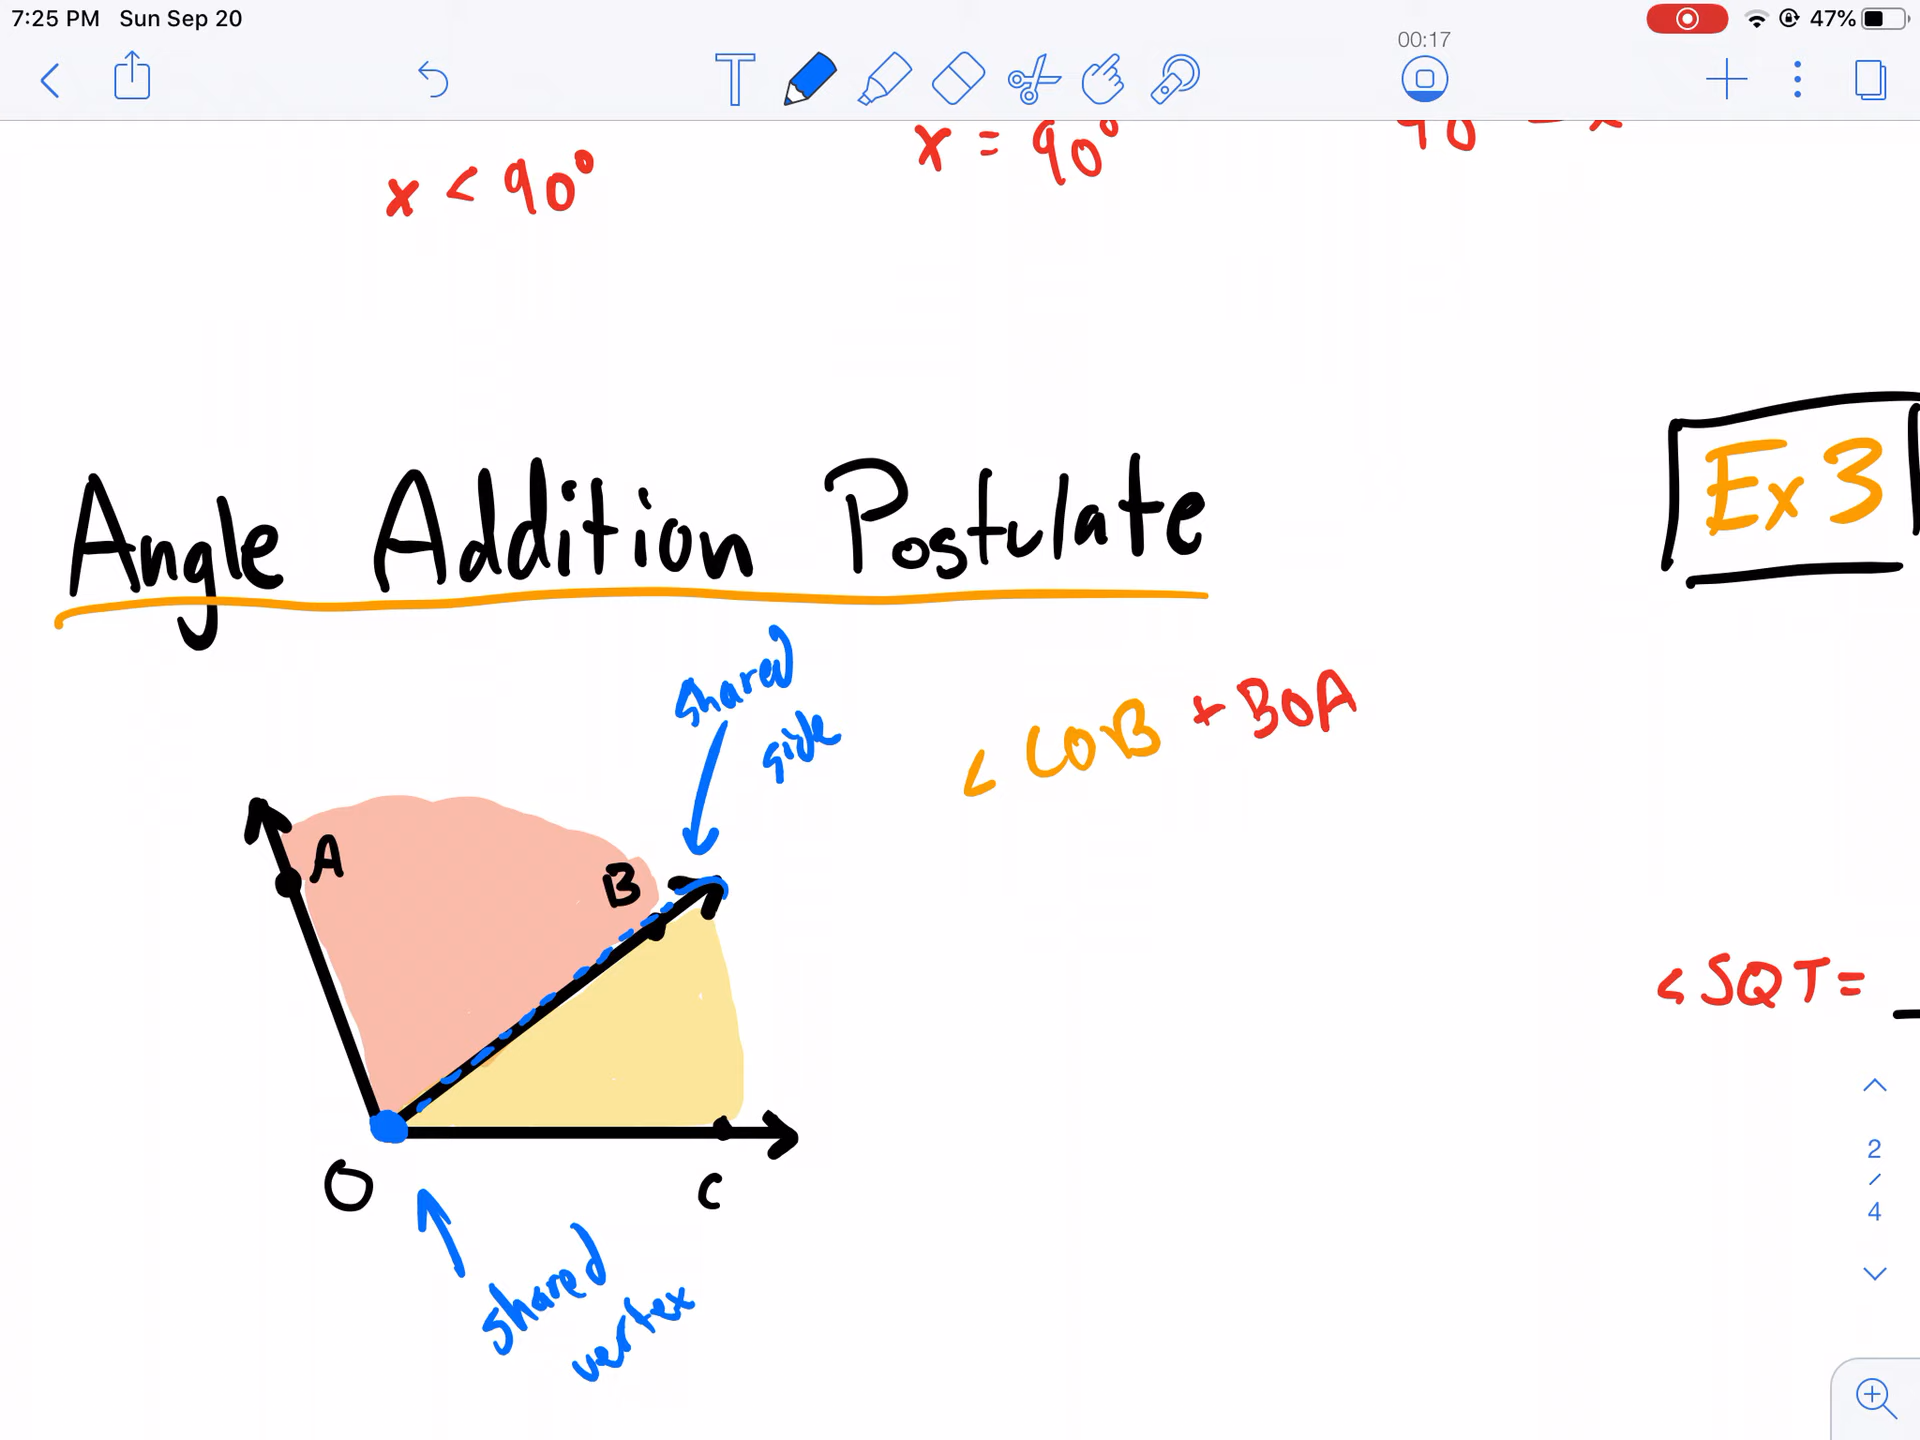 7:25 PM Sun Sep 20
47%
00:17
T
x < 90°
x = 90°
Angle Addition Postulate
Ex 3
shared
side
< COB + BOA
A
B
<SQT= _
O
C
shared
vertex
2
/
4